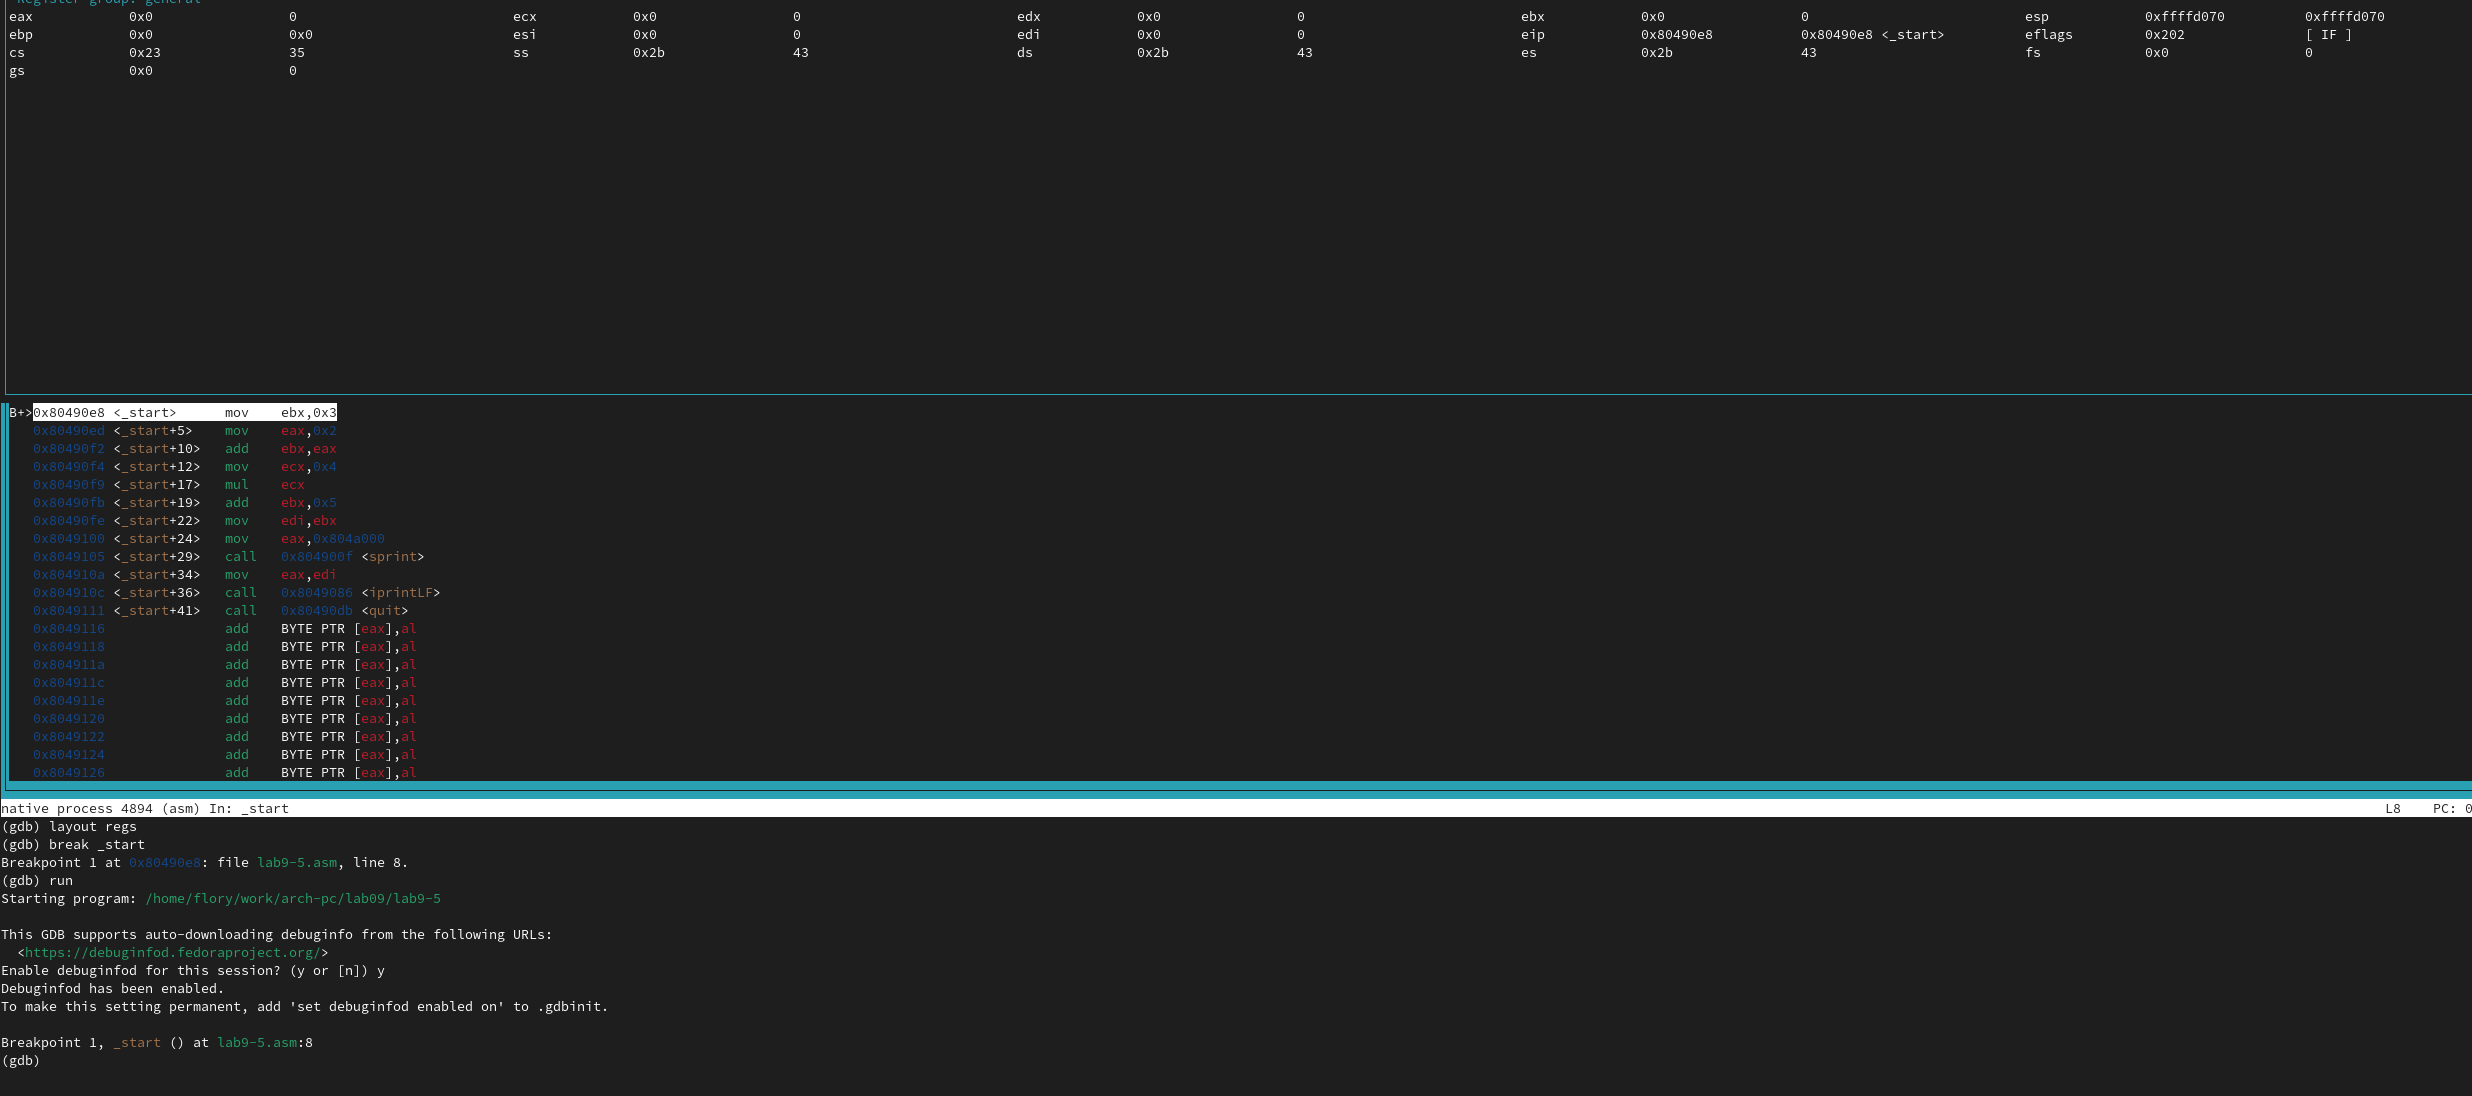 Register group: general
eax 0x0 0 ecx 0x0 0 edx 0x0 0 ebx 0x0 0 esp 0xffffd070 0xffffd070
ebp 0x0 0x0 esi 0x0 0 edi 0x0 0 eip 0x80490e8 0x80490e8 <_start> eflags 0x202 [ IF ]
cs 0x23 35 ss 0x2b 43 ds 0x2b 43 es 0x2b 43 fs 0x0 0
gs 0x0 0
B+>0x80490e8 <_start> mov ebx,0x3
0x80490ed <_start+5> mov eax,0x2
0x80490f2 <_start+10> add ebx,eax
0x80490f4 <_start+12> mov ecx,0x4
0x80490f9 <_start+17> mul ecx
0x80490fb <_start+19> add ebx,0x5
0x80490fe <_start+22> mov edi,ebx
0x8049100 <_start+24> mov eax,0x804a000
0x8049105 <_start+29> call 0x804900f <sprint>
0x804910a <_start+34> mov eax,edi
0x804910c <_start+36> call 0x8049086 <iprintLF>
0x8049111 <_start+41> call 0x80490db <quit>
0x8049116 add BYTE PTR [eax],al
0x8049118 add BYTE PTR [eax],al
0x804911a add BYTE PTR [eax],al
0x804911c add BYTE PTR [eax],al
0x804911e add BYTE PTR [eax],al
0x8049120 add BYTE PTR [eax],al
0x8049122 add BYTE PTR [eax],al
0x8049124 add BYTE PTR [eax],al
0x8049126 add BYTE PTR [eax],al
native process 4894 (asm) In: _start L8 PC: 0
(gdb) layout regs
(gdb) break _start
Breakpoint 1 at 0x80490e8: file lab9-5.asm, line 8.
(gdb) run
Starting program: /home/flory/work/arch-pc/lab09/lab9-5
This GDB supports auto-downloading debuginfo from the following URLs:
<https://debuginfod.fedoraproject.org/>
Enable debuginfod for this session? (y or [n]) y
Debuginfod has been enabled.
To make this setting permanent, add 'set debuginfod enabled on' to .gdbinit.
Breakpoint 1, _start () at lab9-5.asm:8
(gdb)